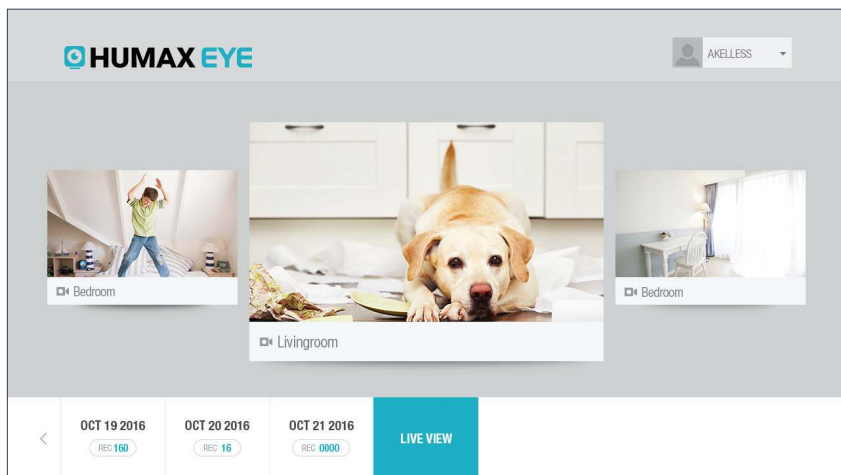 HUMAX EYE
AKELLESS
Bedroom
Livingroom
Bedroom
OCT 19 2016
REC 160
OCT 20 2016
REC 16
OCT 21 2016
REC 0000
LIVE VIEW